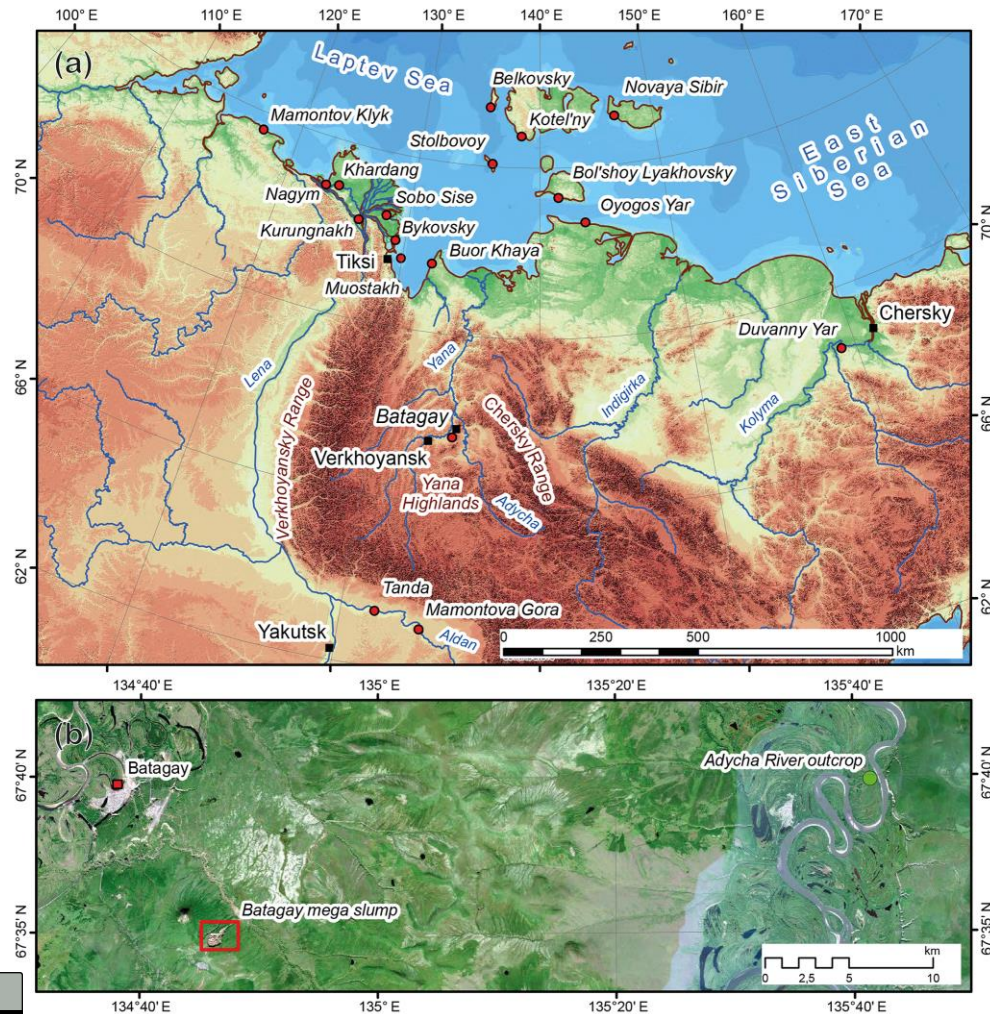 100°E
110°E
120°E
130°E
140°E
150°E
160°E
170°E
(a)
Laptev Sea
Belkovsky
Novaya Sibir
Kotel'ny
Mamontov Klyk
Stolbovoy
East
Siberian
Sea
70° N
Khardang
Bol'shoy Lyakhovsky
Nagym
Sobo Sise
Oyogos Yar
70° N
Kurungnakh
Bykovsky
Buor Khaya
Tiksi
Muostakh
Chersky
Duvanny Yar
Lena
Yana
Indigirka
Kolyma
66° N
66° N
Verkhoyansky Range
Batagay
Chersky Range
Verkhoyansk
Yana
Highlands
Adycha
62° N
62° N
Tanda
Mamontova Gora
Yakutsk
Aldan
0 250 500 1000
km
134°40' E
135°E
135°20' E
135°40' E
(b)
Batagay
Adycha River outcrop
67°40' N
67°40' N
Batagay mega slump
67°35' N
67°35' N
km
0 2,5 5 10
134°40' E
135°E
135°20' E
135°40' E